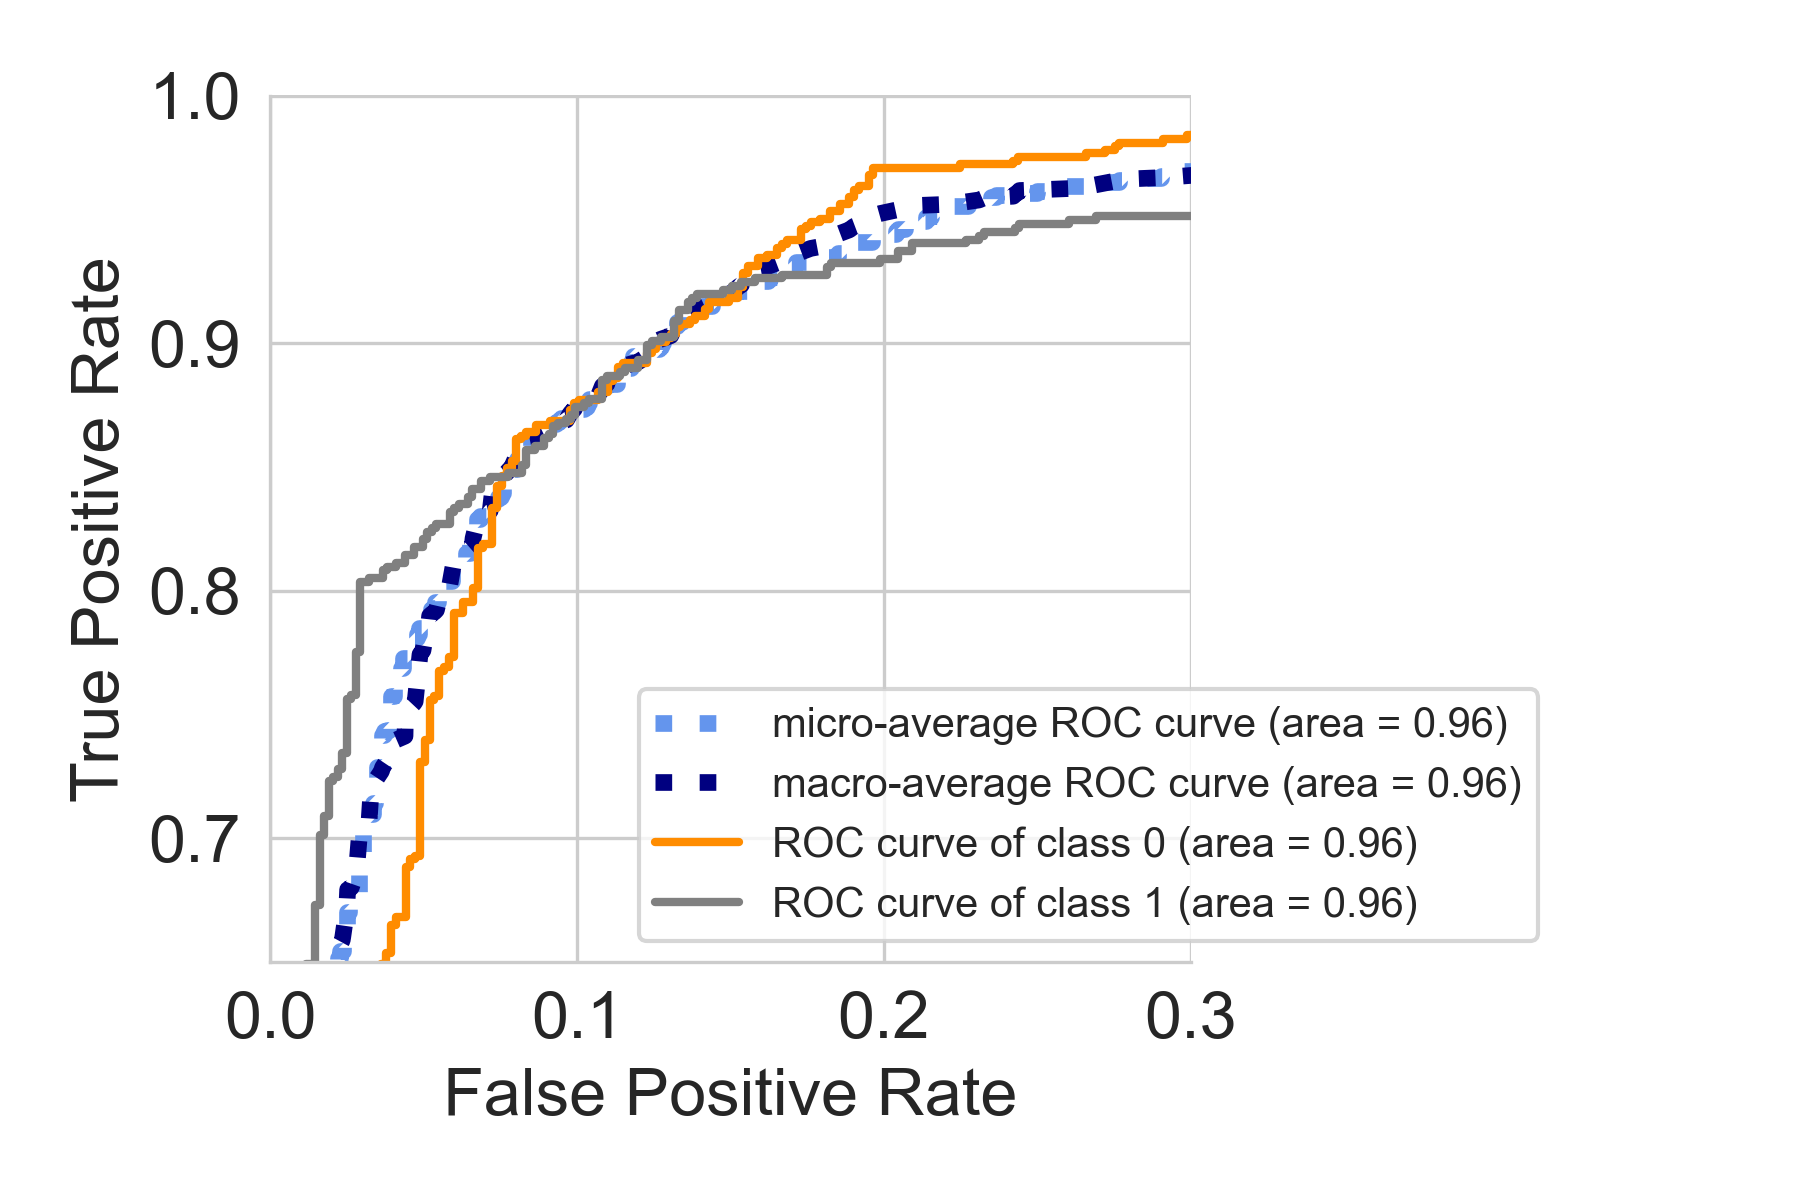 1.0
0.9
0.8
0.7
True Positive Rate
micro-average ROC curve (area = 0.96)
macro-average ROC curve (area = 0.96)
ROC curve of class 0 (area = 0.96)
ROC curve of class 1 (area = 0.96)
0.0 0.1 0.2 0.3
False Positive Rate